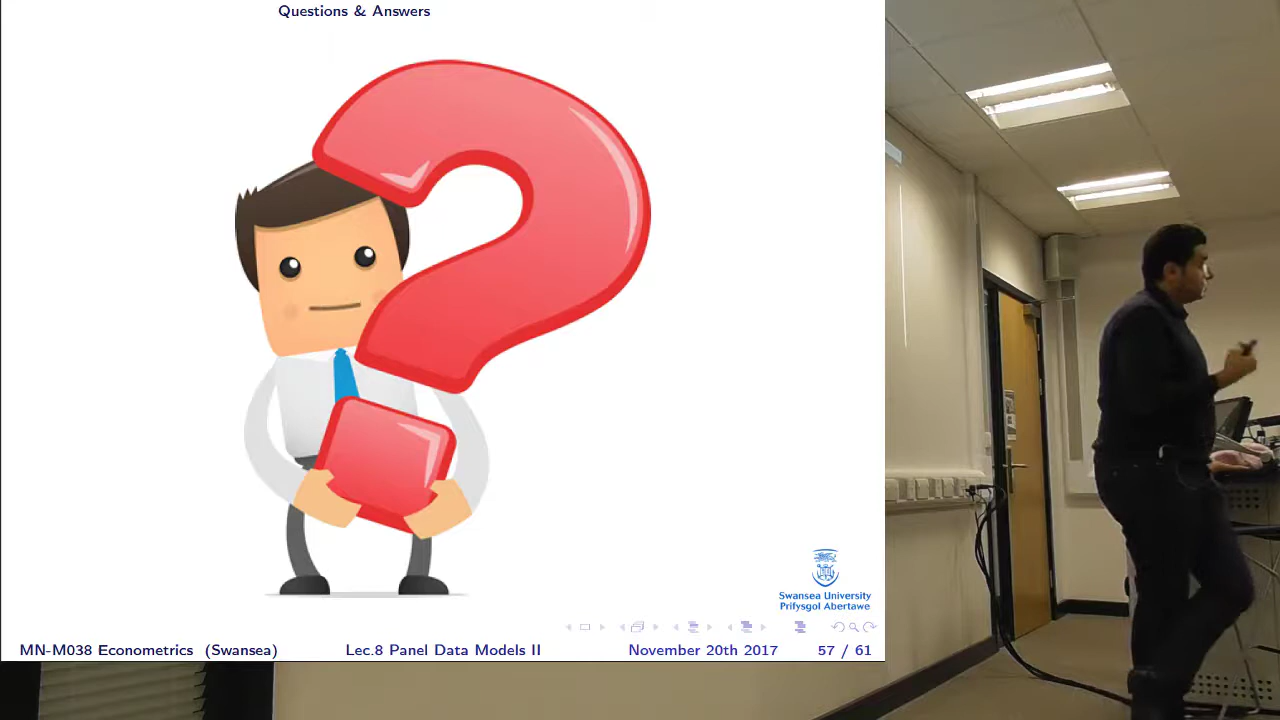 Questions & Answers
Swansea University
Prifysgol Abertawe
MN-M038 Econometrics (Swansea) Lec.8 Panel Data Models II November 20th 2017 57 / 61